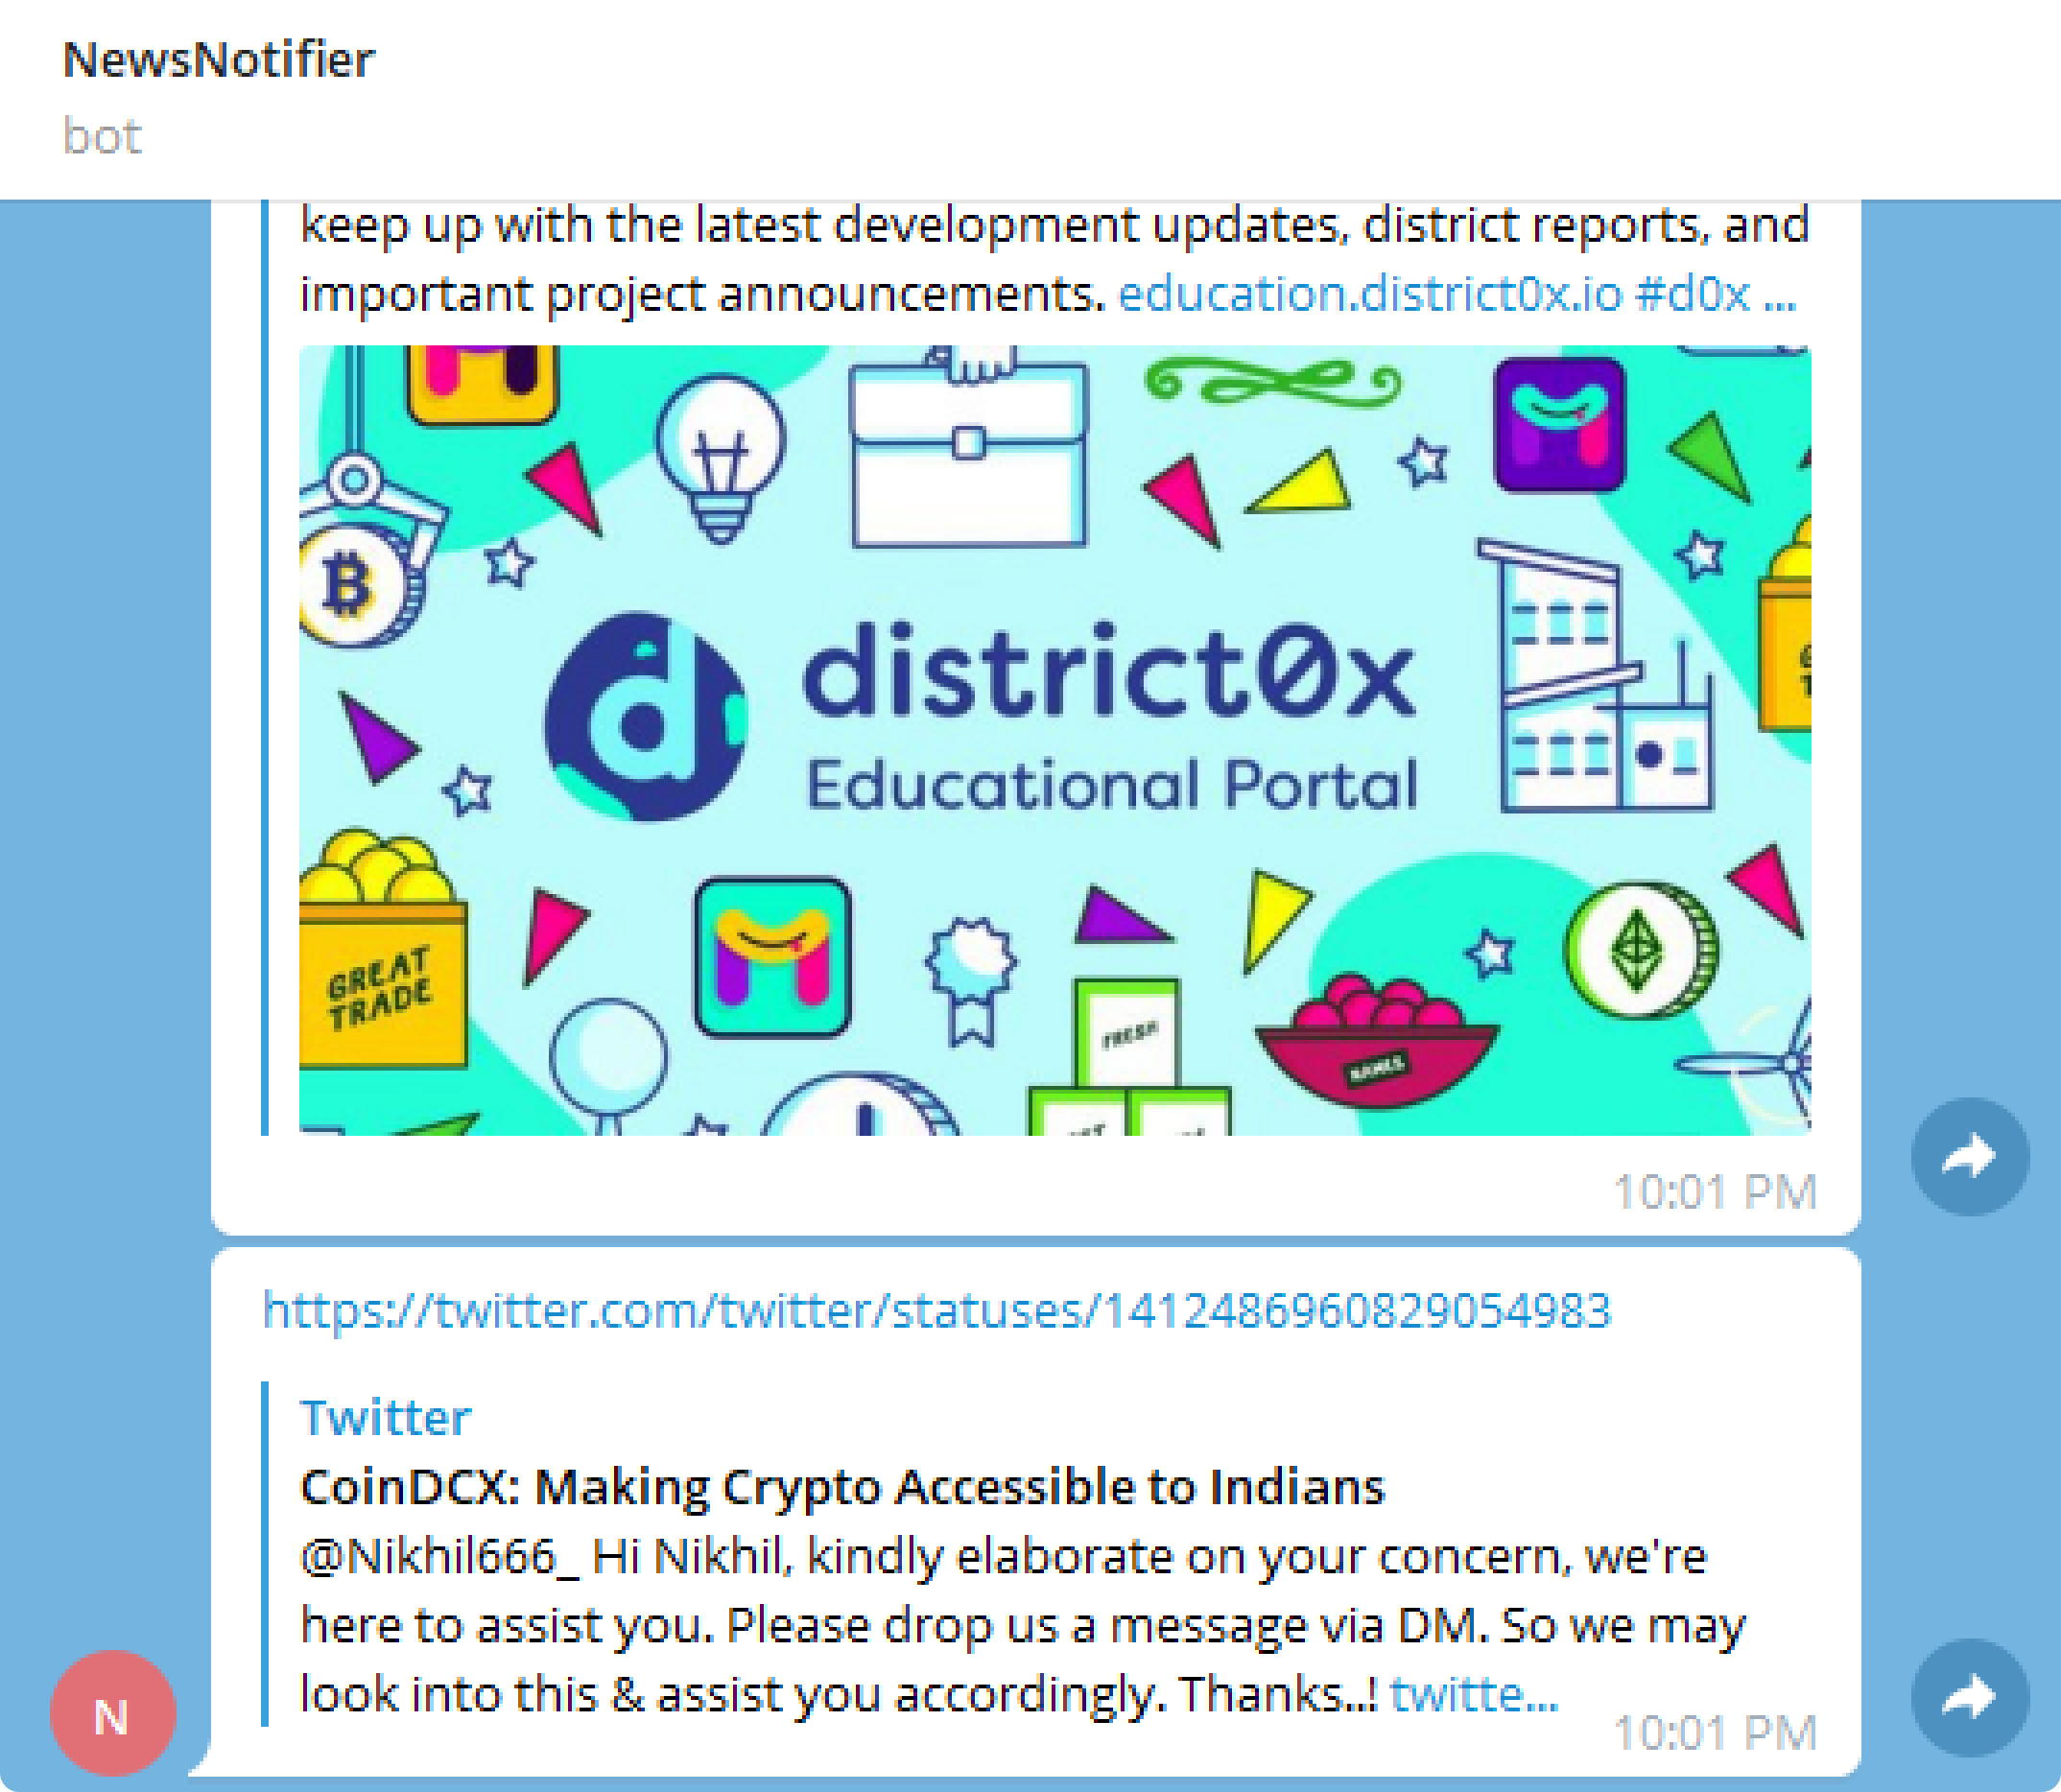 NewsNotifier
bot
keep up with the latest development updates, district reports, and
important project announcements. education.district0x.io #d0x ...
district0x
Educational Portal
GREAT
TRADE
FRESH
10:01 PM
https://twitter.com/twitter/statuses/1412486960829054983
Twitter
CoinDCX: Making Crypto Accessible to Indians
@Nikhil666_ Hi Nikhil, kindly elaborate on your concern, we're
here to assist you. Please drop us a message via DM. So we may
look into this & assist you accordingly. Thanks..! twitte...
10:01 PM
N